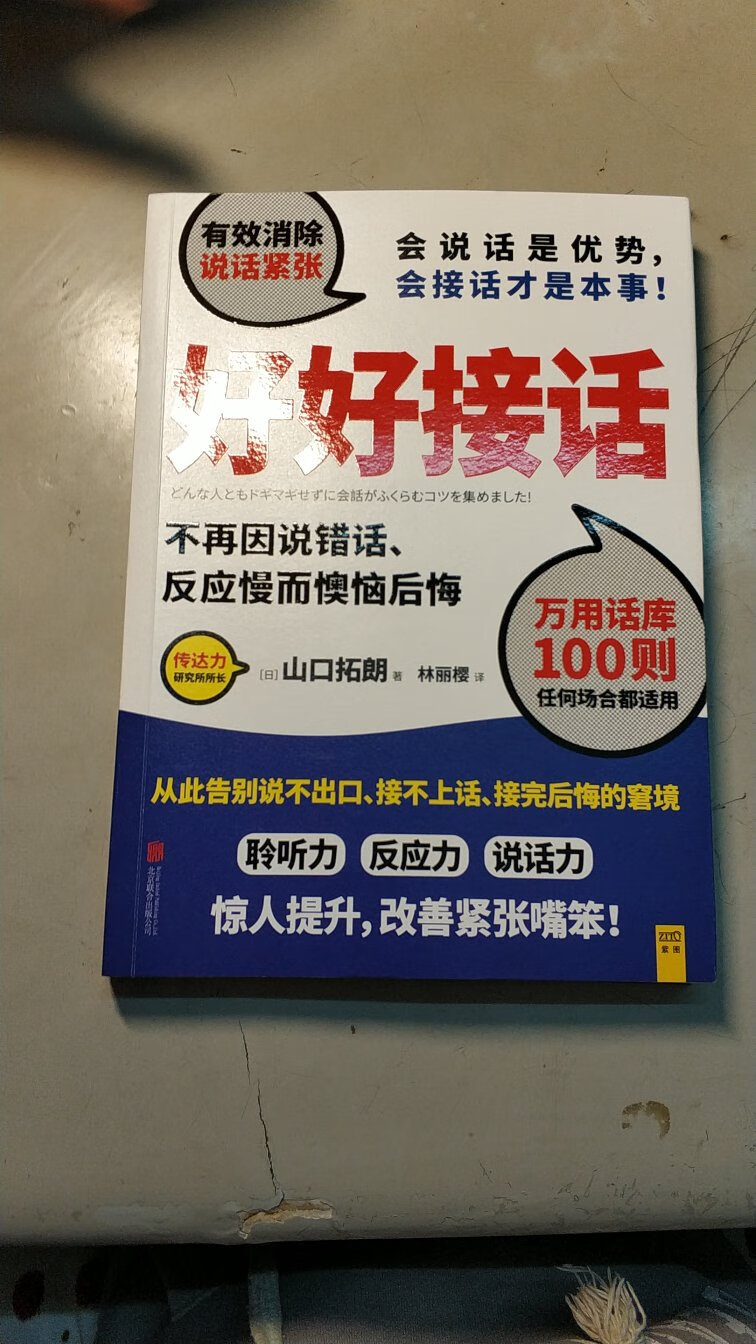 有效消除
说话紧张
会说话是优势,
会接话才是本事!
好好接话
どんな人ともドギマギせずに会話がふくらむコツを集めました!
不再因说错话、
反应慢而懊恼后悔
万用话库
100则
任何场合都适用
传达力
研究所所长
[日]山口拓朗 著 林丽樱 译
从此告别说不出口、接不上话、接完后悔的窘境
聆听力 反应力 说话力
惊人提升,改善紧张嘴笨!
北京联合出版公司
ZITO
紫图